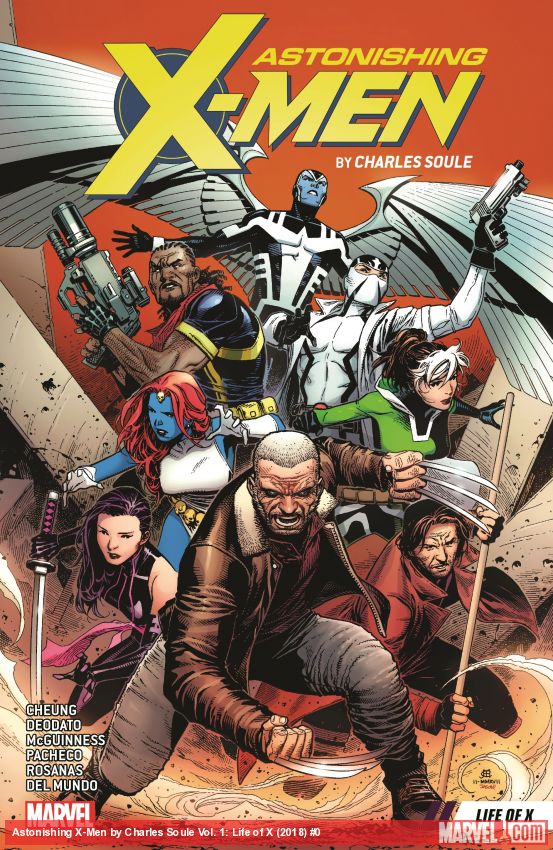 ASTONISHING
X-MEN
BY CHARLES SOULE
CHEUNG
DEODATO
McGUINNESS
PACHECO
ROSANAS
DEL MUNDO
MARVEL
LIFE OF X
MARVEL.com
Astonishing X-Men by Charles Soule Vol. 1: Life of X (2018) #0